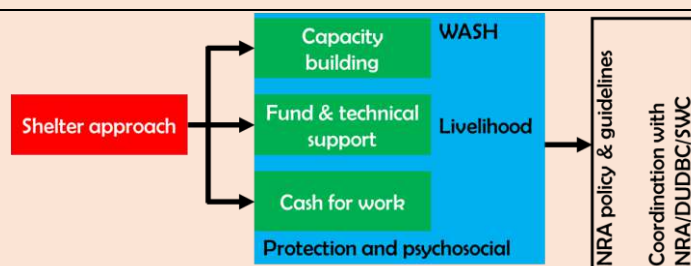 Shelter approach
Capacity
building
Fund & technical
support
Cash for work
WASH
Livelihood
Protection and psychosocial
NRA policy & guidelines
Coordination with
NRA/DUDBC/SWC